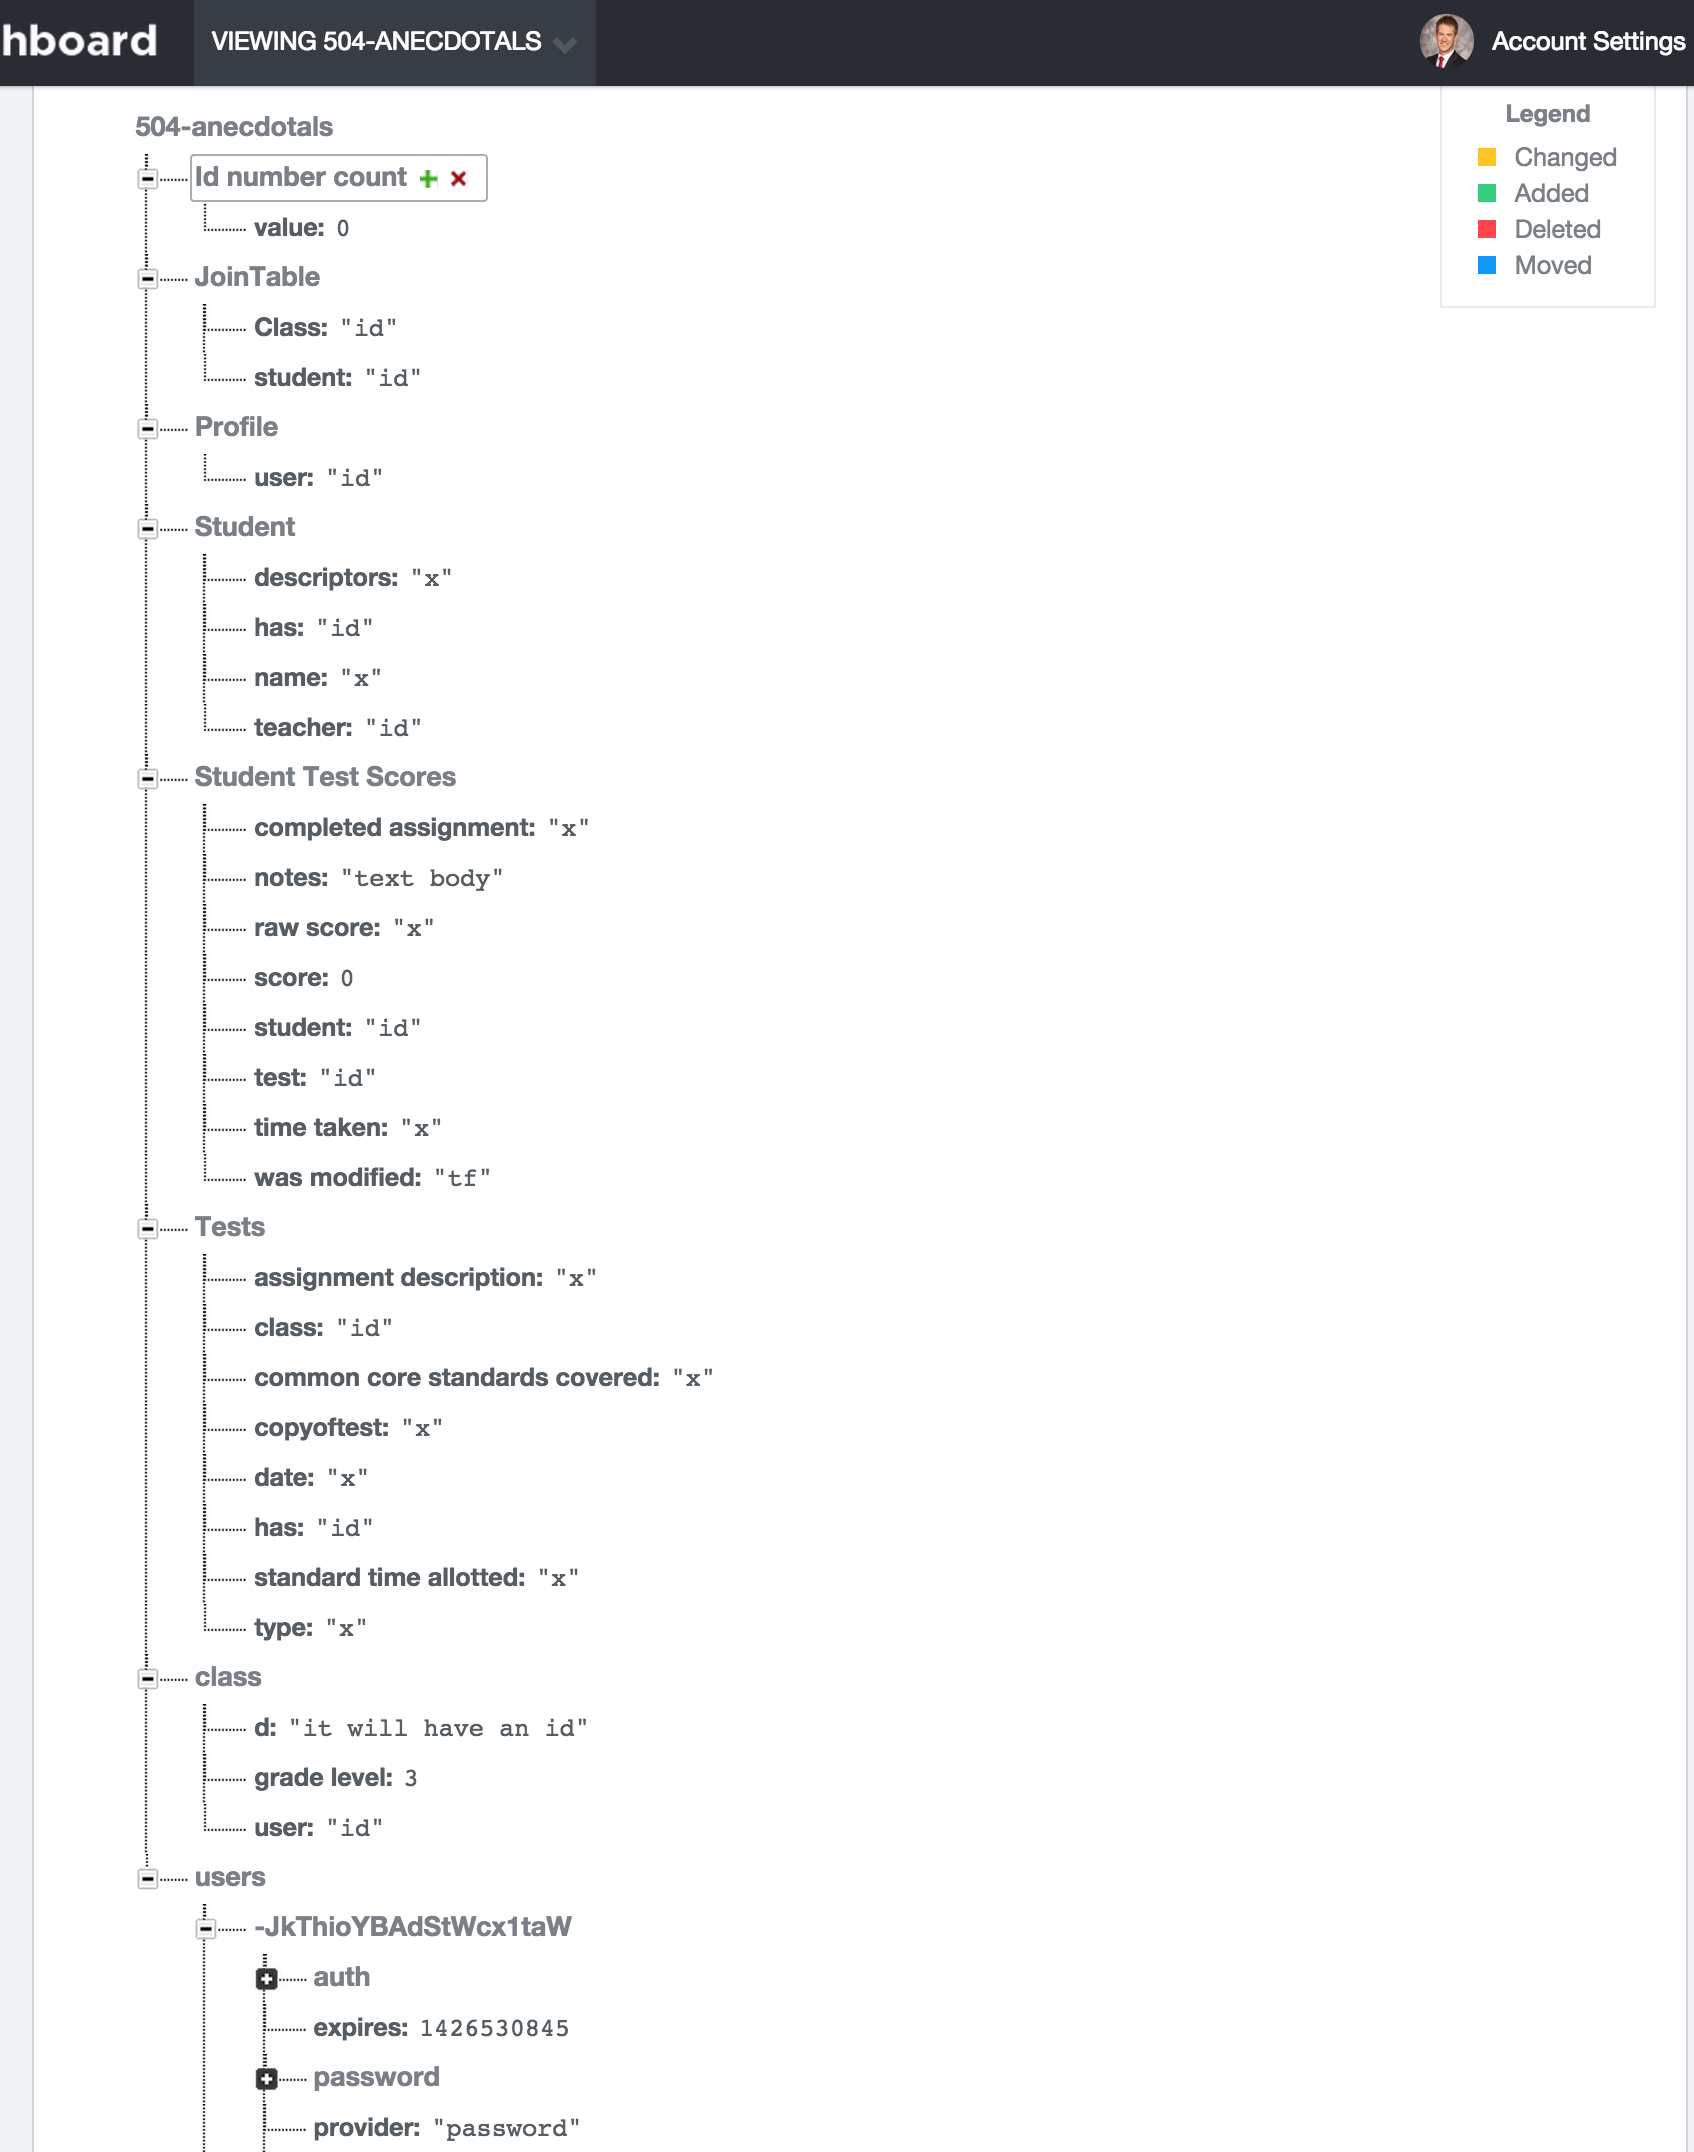 hboard
VIEWING 504-ANECDOTALS
Account Settings
504-anecdotals
Legend
Changed
Added
Deleted
Moved
Id number count
value: 0
JoinTable
Class: "id"
student: "id"
Profile
user: "id"
Student
descriptors: "x"
has: "id"
name: "x"
teacher: "id"
Student Test Scores
completed assignment: "x"
notes: "text body"
raw score: "x"
score: 0
student: "id"
test: "id"
time taken: "x"
was modified: "tf"
Tests
assignment description: "x"
class: "id"
common core standards covered: "x"
copyoftest: "x"
date: "x"
has: "id"
standard time allotted: "x"
type: "x"
class
d: "it will have an id"
grade level: 3
user: "id"
users
-JkThioYBAdStWcx1taW
auth
expires: 1426530845
password
provider: "password"